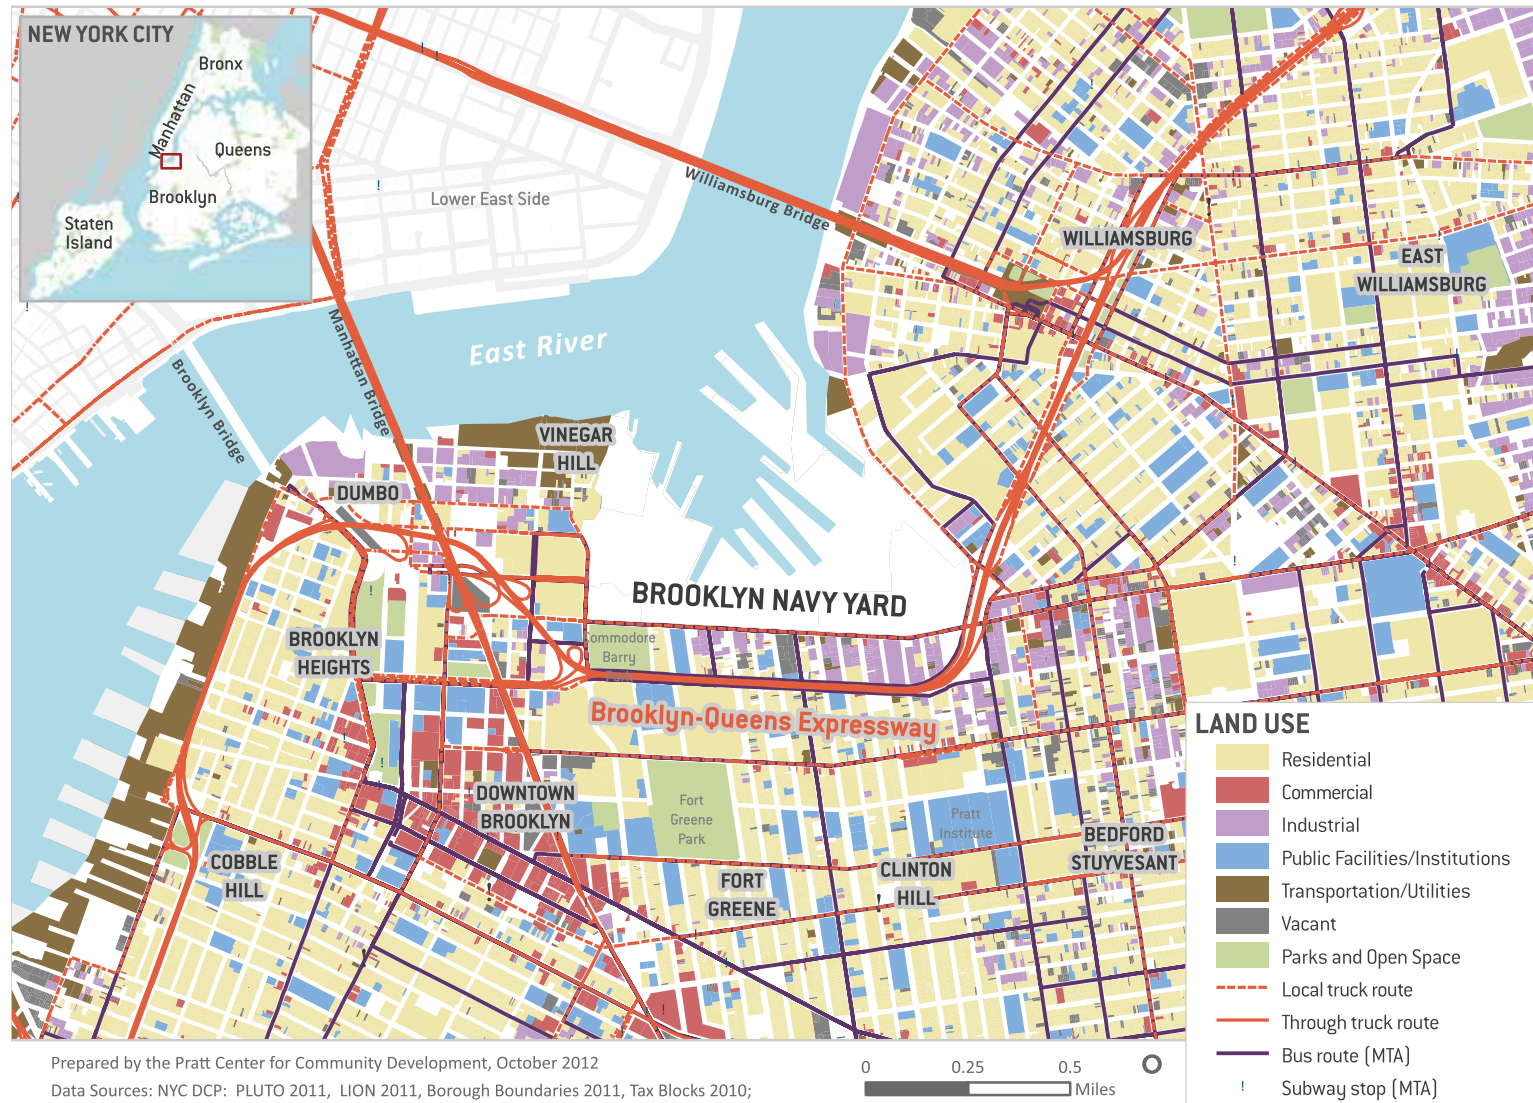 NEW YORK CITY
Bronx
Manhattan
Queens
Brooklyn
Staten
Island
Lower East Side
Williamsburg Bridge
WILLIAMSBURG
EAST
WILLIAMSBURG
East River
Manhattan Bridge
Brooklyn Bridge
VINEGAR
HILL
DUMBO
BROOKLYN NAVY YARD
BROOKLYN
HEIGHTS
Commodore
Barry
Park
Brooklyn-Queens Expressway
DOWNTOWN
BROOKLYN
Fort
Greene
Park
Pratt
Institute
BEDFORD
STUYVESANT
COBBLE
HILL
FORT
GREENE
CLINTON
HILL
LAND USE
Residential
Commercial
Industrial
Public Facilities/Institutions
Transportation/Utilities
Vacant
Parks and Open Space
Local truck route
Through truck route
Bus route (MTA)
! Subway stop (MTA)
Prepared by the Pratt Center for Community Development, October 2012
Data Sources: NYC DCP: PLUTO 2011, LION 2011, Borough Boundaries 2011, Tax Blocks 2010;
0 0.25 0.5
Miles